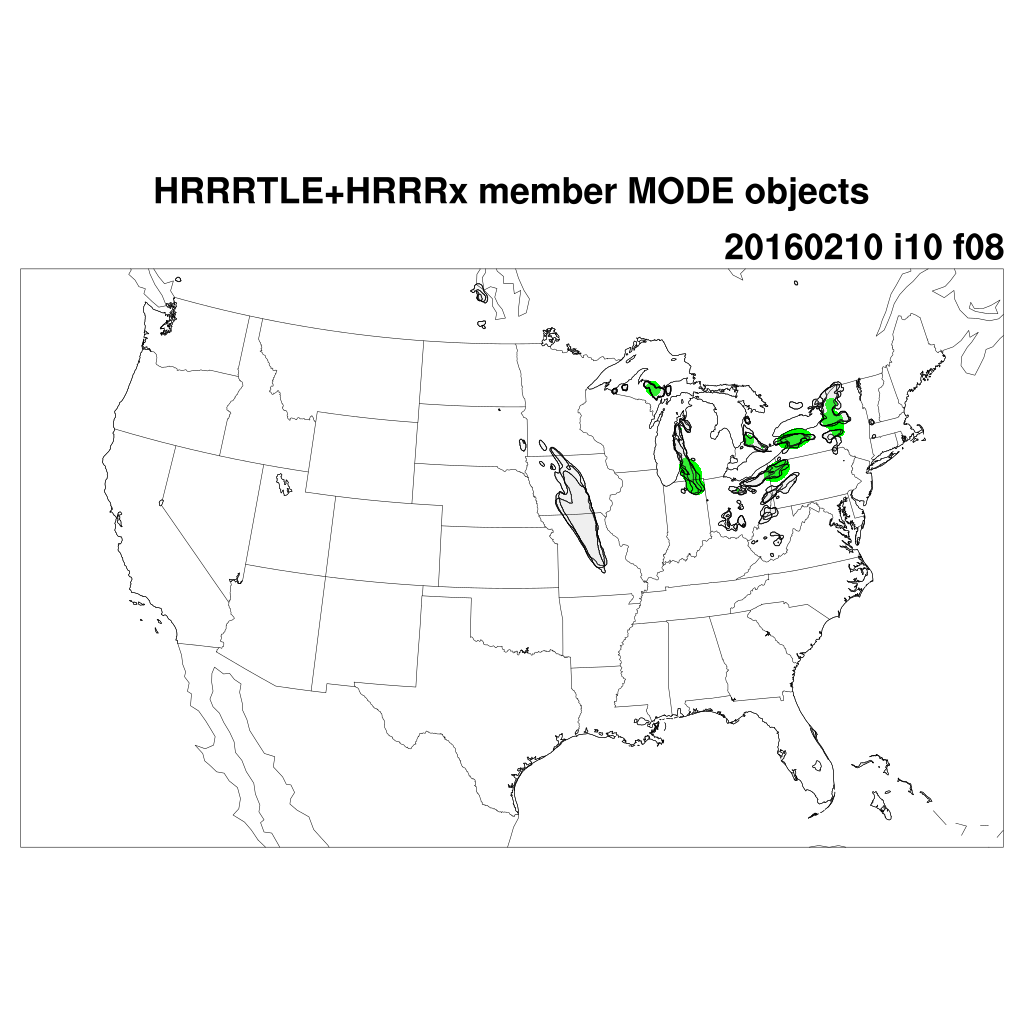 HRRRTLE+HRRRx member MODE objects
20160210 i10 f08